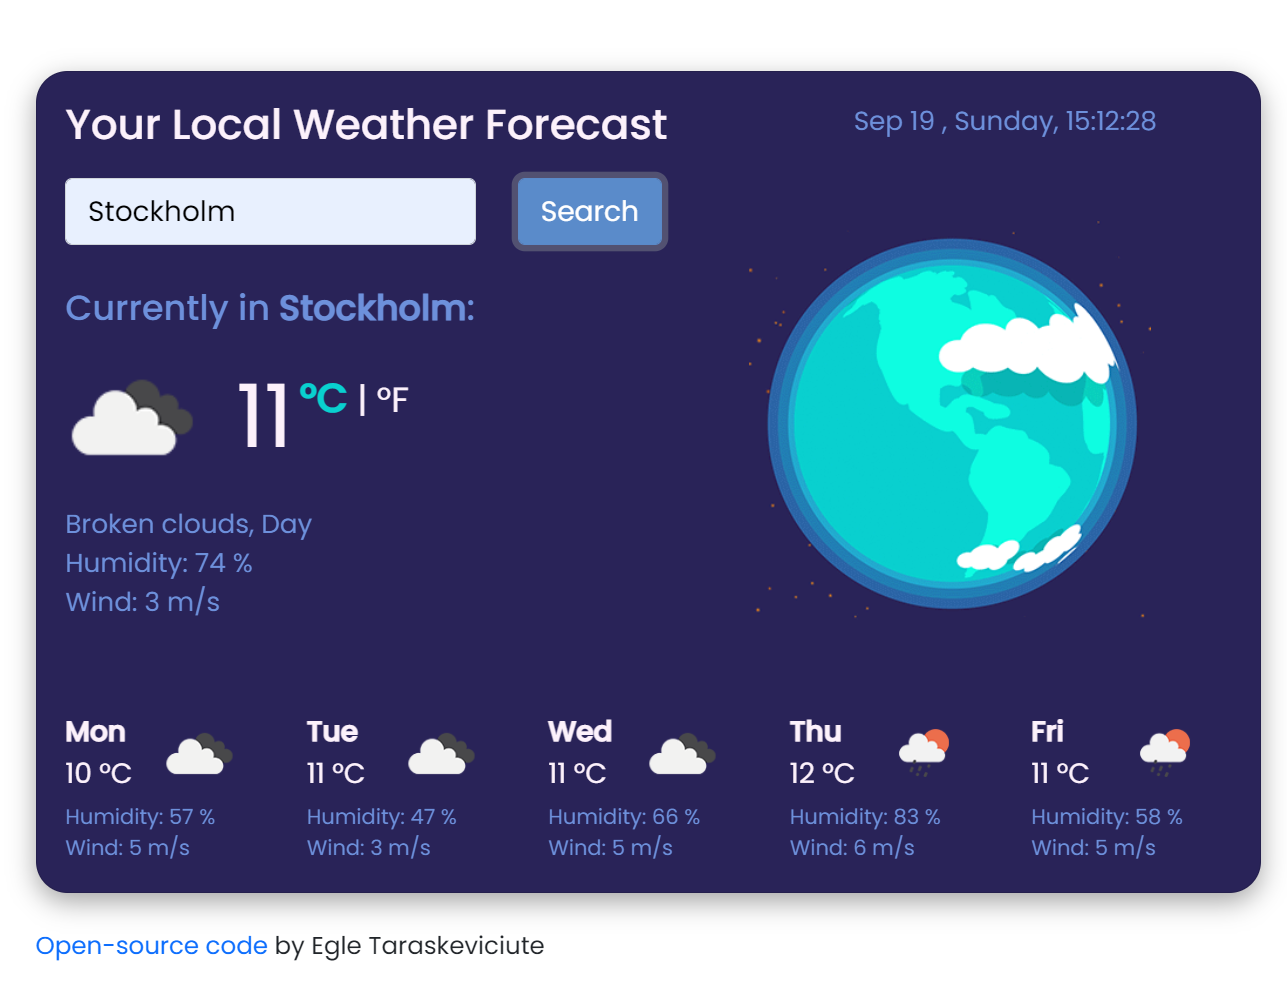 Your Local Weather Forecast
Sep 19 , Sunday, 15:12:28
Stockholm
Search
Currently in Stockholm:
11 °C | °F
Broken clouds, Day
Humidity: 74 %
Wind: 3 m/s
Mon
10 °C
Humidity: 57 %
Wind: 5 m/s
Tue
11 °C
Humidity: 47 %
Wind: 3 m/s
Wed
11 °C
Humidity: 66 %
Wind: 5 m/s
Thu
12 °C
Humidity: 83 %
Wind: 6 m/s
Fri
11 °C
Humidity: 58 %
Wind: 5 m/s
Open-source code by Egle Taraskeviciute